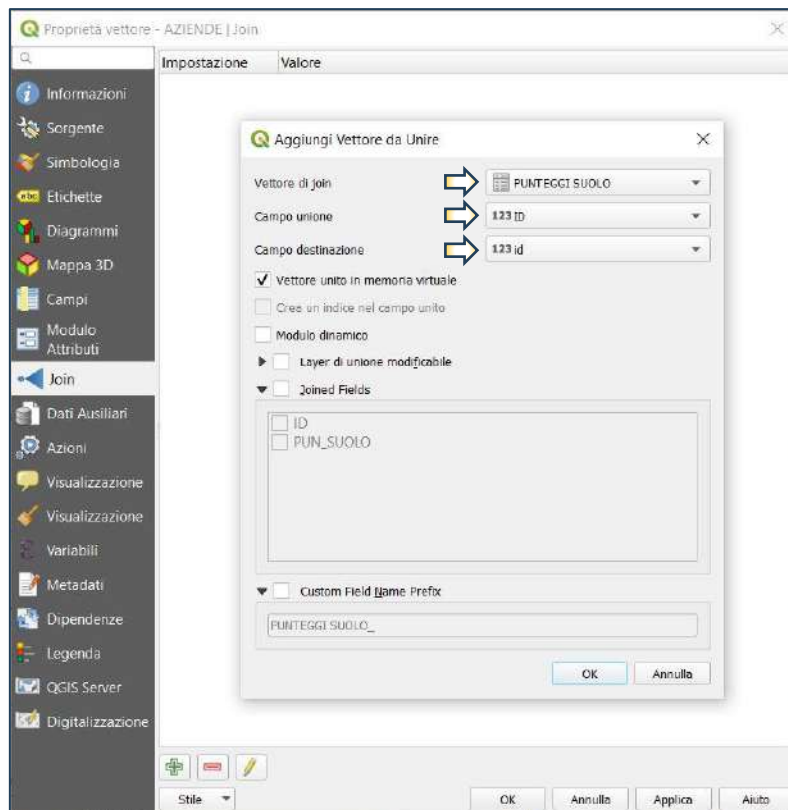 Proprietà vettore - AZIENDE | Join
Impostazione Valore
Informazioni
Sorgente
Simbologia
abc Etichette
Diagrammi
Mappa 3D
Campi
Modulo
Attributi
Join
Dati Ausiliari
Azioni
Visualizzazione
Visualizzazione
Variabili
Metadati
Dipendenze
Legenda
QGIS Server
Digitalizzazione
Aggiungi Vettore da Unire
Vettore di join PUNTEGGI SUOLO
Campo unione 123 ID
Campo destinazione 123 id
Vettore unito in memoria virtuale
Crea un indice nel campo unito
Modulo dinamico
Layer di unione modificabile
Joined Fields
ID
PUN_SUOLO
Custom Field Name Prefix
PUNTEGGI SUOLO_
OK Annulla
Stile OK Annulla Applica Aiuto